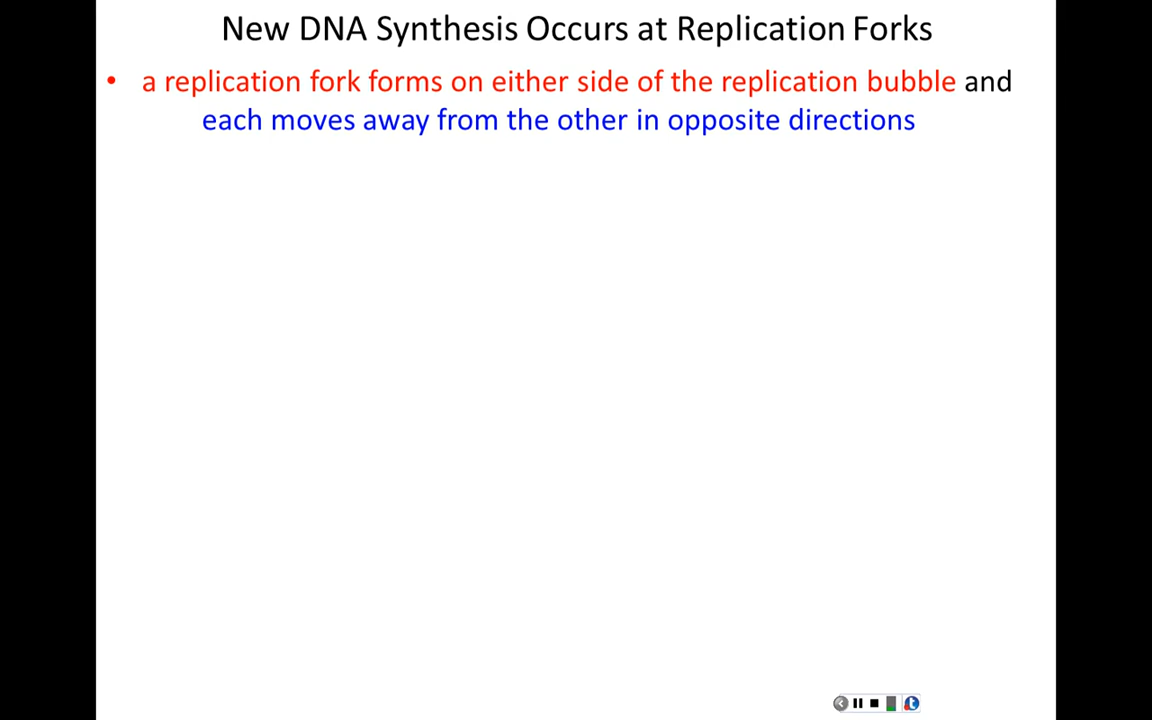 New DNA Synthesis Occurs at Replication Forks
• a replication fork forms on either side of the replication bubble and
each moves away from the other in opposite directions